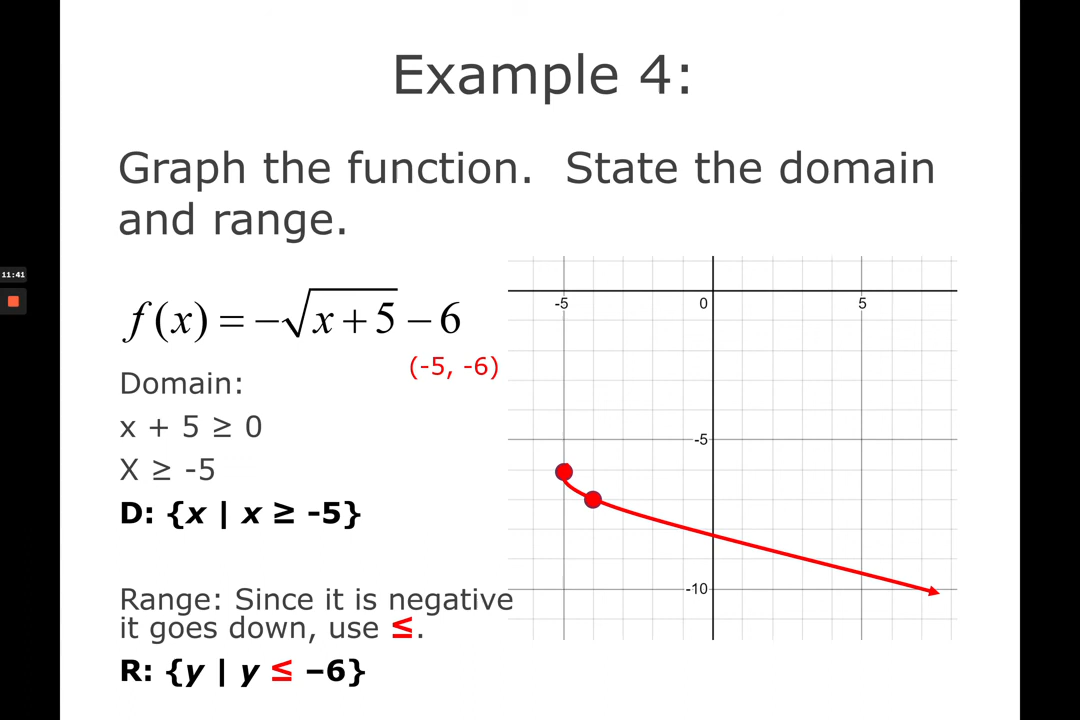 Example 4:
Graph the function.  State the domain
and range.
11:41
f(x) = −√x+5 − 6
(-5, -6)
Domain:
x + 5 ≥ 0
X ≥ -5
D: {x | x ≥ -5}
Range: Since it is negative
it goes down, use ≤.
R: {y | y ≤ –6}
-5 0 5
-5
-10